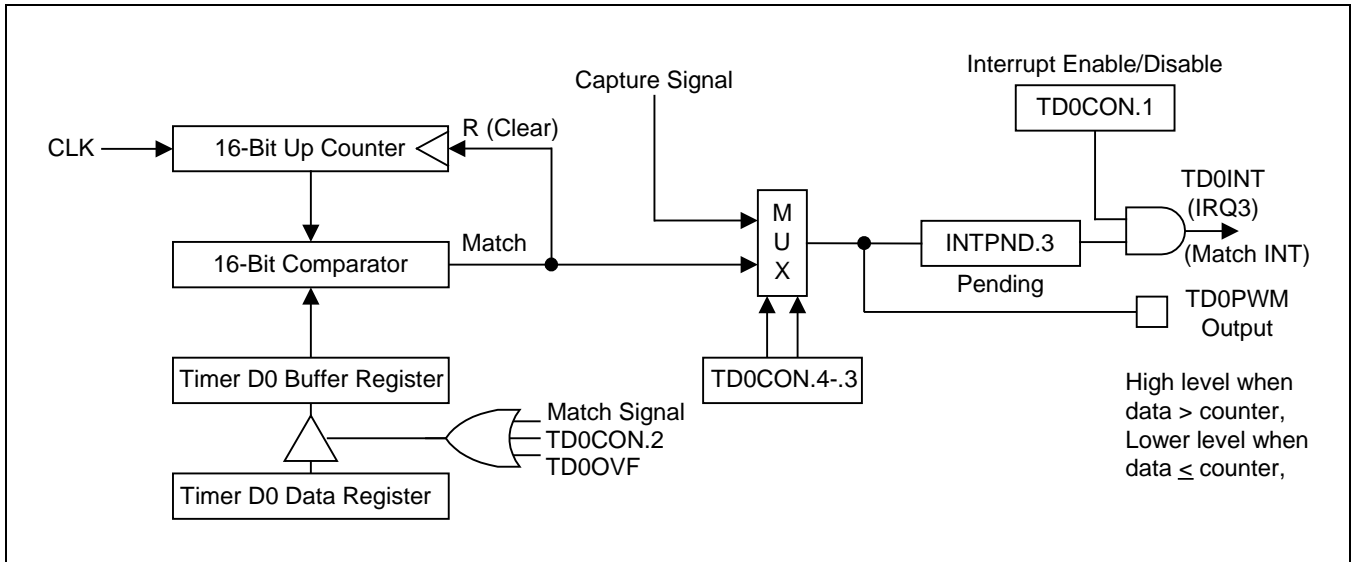 Interrupt Enable/Disable
Capture Signal
TD0CON.1
CLK
16-Bit Up Counter
R (Clear)
TD0INT
(IRQ3)
M
U
X
16-Bit Comparator
Match
INTPND.3
(Match INT)
Pending
TD0PWM
Output
Timer D0 Buffer Register
TD0CON.4-.3
High level when
data > counter,
Lower level when
data ≤ counter,
Match Signal
TD0CON.2
TD0OVF
Timer D0 Data Register